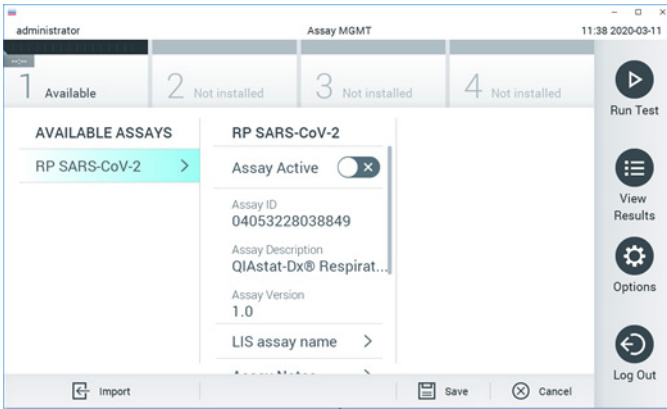 administrator
Assay MGMT
11:38 2020-03-11
--:--
1 Available
2 Not installed
3 Not installed
4 Not installed
Run Test
View
Results
Options
Log Out
AVAILABLE ASSAYS
RP SARS-CoV-2
RP SARS-CoV-2
Assay Active
Assay ID
04053228038849
Assay Description
QIAstat-Dx® Respirat...
Assay Version
1.0
LIS assay name
Assay Notes
Import
Save
Cancel